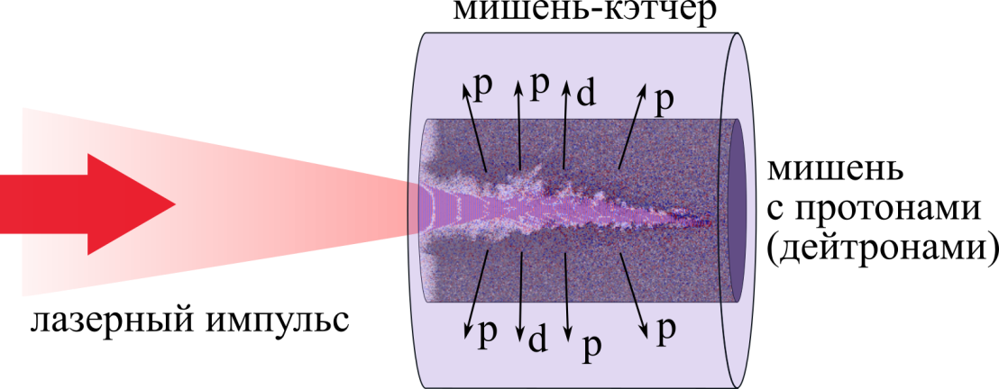 мишень-кэтчер
p p d p
мишень
с протонами
(дейтронами)
лазерный импульс
p d p p